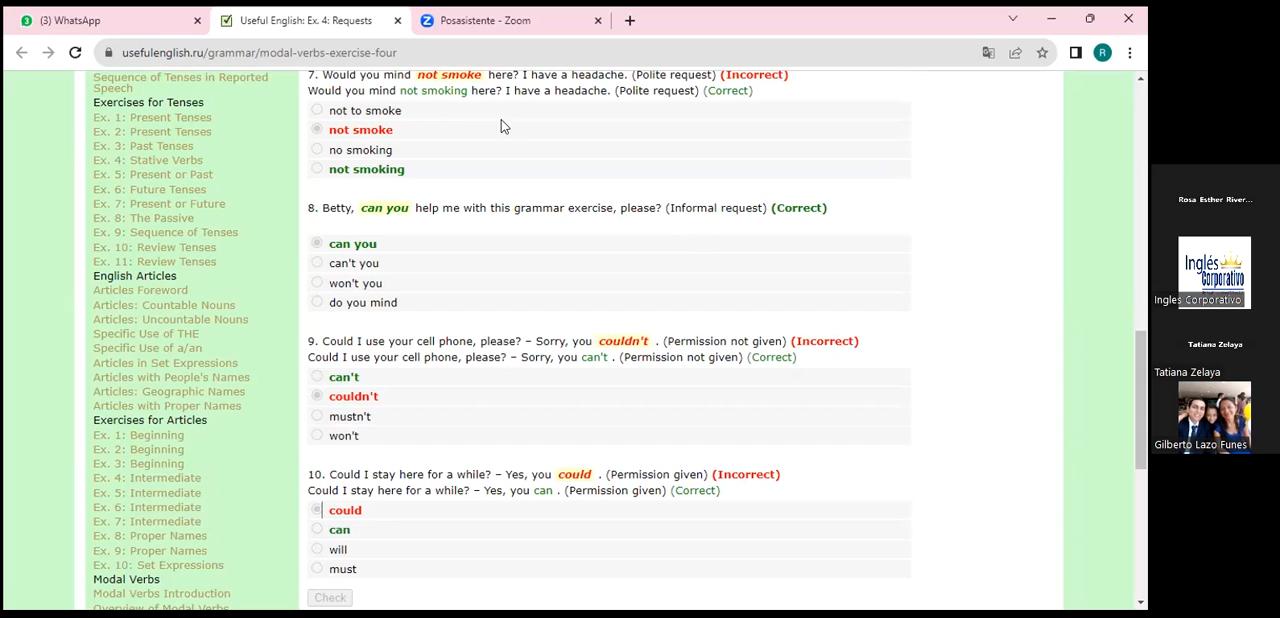 (3) WhatsApp
Useful English: Ex. 4: Requests
Posasistente - Zoom
usefulenglish.ru/grammar/modal-verbs-exercise-four
R
Sequence of Tenses in Reported
Speech
Exercises for Tenses
Ex. 1: Present Tenses
Ex. 2: Present Tenses
Ex. 3: Past Tenses
Ex. 4: Stative Verbs
Ex. 5: Present or Past
Ex. 6: Future Tenses
Ex. 7: Present or Future
Ex. 8: The Passive
Ex. 9: Sequence of Tenses
Ex. 10: Review Tenses
Ex. 11: Review Tenses
English Articles
Articles Foreword
Articles: Countable Nouns
Articles: Uncountable Nouns
Specific Use of THE
Specific Use of a/an
Articles in Set Expressions
Articles with People's Names
Articles: Geographic Names
Articles with Proper Names
Exercises for Articles
Ex. 1: Beginning
Ex. 2: Beginning
Ex. 3: Beginning
Ex. 4: Intermediate
Ex. 5: Intermediate
Ex. 6: Intermediate
Ex. 7: Intermediate
Ex. 8: Proper Names
Ex. 9: Proper Names
Ex. 10: Set Expressions
Modal Verbs
Modal Verbs Introduction
Overview of Modal Verbs
7. Would you mind not smoke here? I have a headache. (Polite request) (Incorrect)
Would you mind not smoking here? I have a headache. (Polite request) (Correct)
not to smoke
not smoke
no smoking
not smoking
8. Betty, can you help me with this grammar exercise, please? (Informal request) (Correct)
can you
can't you
won't you
do you mind
9. Could I use your cell phone, please? – Sorry, you couldn't . (Permission not given) (Incorrect)
Could I use your cell phone, please? – Sorry, you can't . (Permission not given) (Correct)
can't
couldn't
mustn't
won't
10. Could I stay here for a while? – Yes, you could . (Permission given) (Incorrect)
Could I stay here for a while? – Yes, you can . (Permission given) (Correct)
could
can
will
must
Check
Rosa Esther River...
Inglés
Corporativo
Ingles Corporativo
Tatiana Zelaya
Tatiana Zelaya
Gilberto Lazo Funes